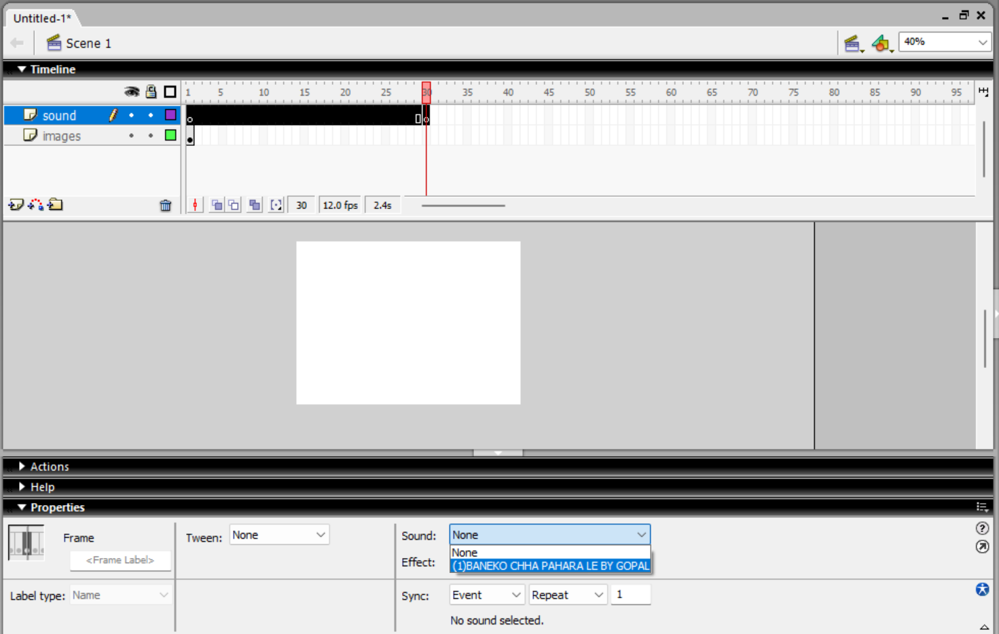 Untitled-1*
Scene 1
40%
Timeline
1 5 10 15 20 25 30 35 40 45 50 55 60 65 70 75 80 85 90 95
sound
images
30 12.0 fps 2.4s
Actions
Help
Properties
Frame
<Frame Label>
Tween: None
Sound: None
None
Effect: (1)BANEKO CHHA PAHARA LE BY GOPAL
Label type: Name
Sync: Event Repeat 1
No sound selected.